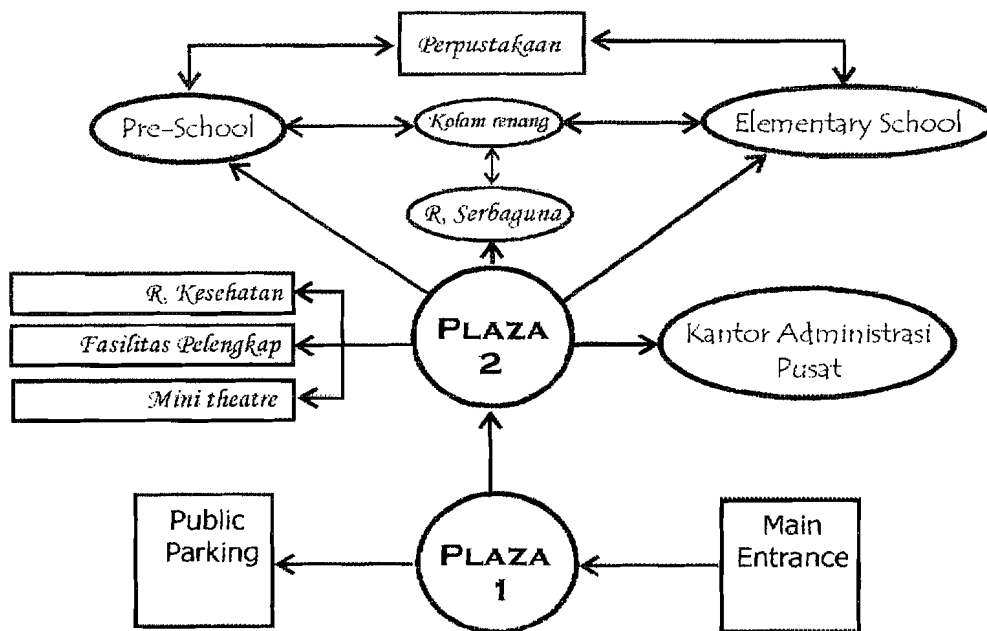 Perpustakaan
Pre-School
Kolam renang
Elementary School
R, Serbaguna
R. Kesehatan
Fasilitas Pelengkap
Mini theatre
PLAZA
2
Kantor Administrasi
Pusat
Public
Parking
PLAZA
1
Main
Entrance